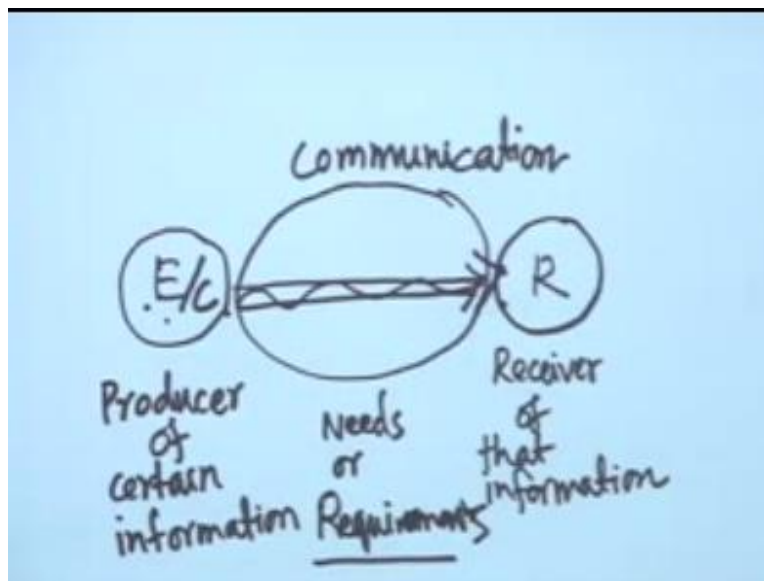 Communication
E/C
R
Producer
of
certain
information
Needs
or
Requirements
Receiver
of
that
information